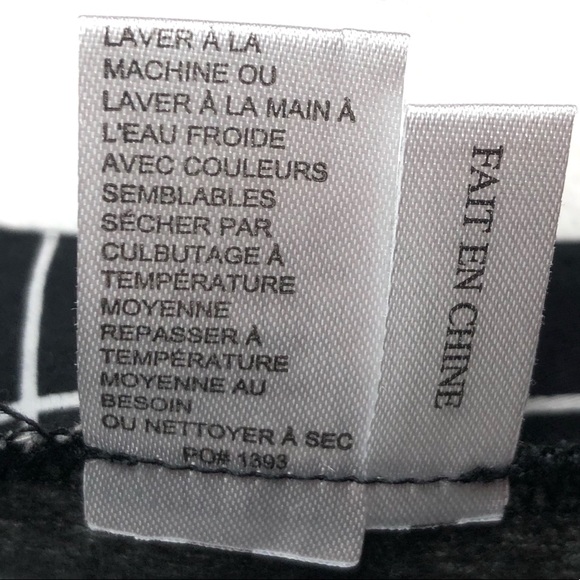 LAVER À LA
MACHINE OU
LAVER À LA MAIN À
L'EAU FROIDE
AVEC COULEURS
SEMBLABLES
SÉCHER PAR
CULBUTAGE À
TEMPÉRATURE
MOYENNE
REPASSER À
TEMPÉRATURE
MOYENNE AU
BESOIN
OU NETTOYER À SEC
PO# 1393
FAIT EN CHINE